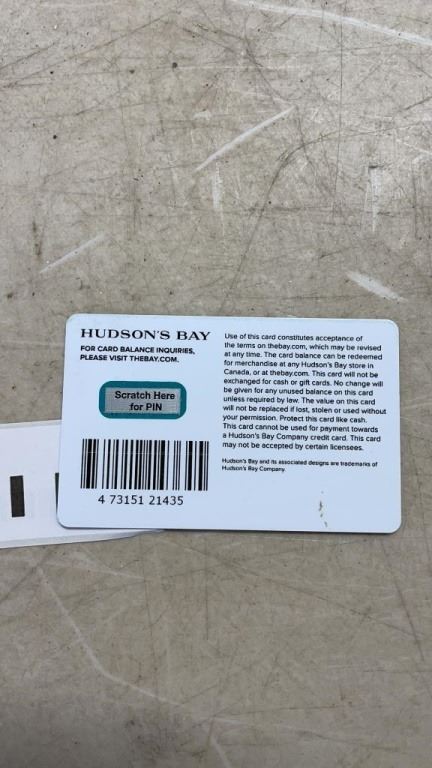 HUDSON'S BAY
FOR CARD BALANCE INQUIRIES,
PLEASE VISIT THEBAY.COM.
Scratch Here
for PIN
4 73151 21435
Use of this card constitutes acceptance of
the terms on thebay.com, which may be revised
at any time. The card balance can be redeemed
for merchandise at any Hudson's Bay store in
Canada, or at thebay.com. This card will not be
exchanged for cash or gift cards. No change will
be given for any unused balance on this card
unless required by law. The value on this card
will not be replaced if lost, stolen or used without
your permission. Protect this card like cash.
This card cannot be used for payment towards
a Hudson's Bay Company credit card. This card
may not be accepted by certain licensees.
Hudson's Bay and its associated designs are trademarks of
Hudson's Bay Company.